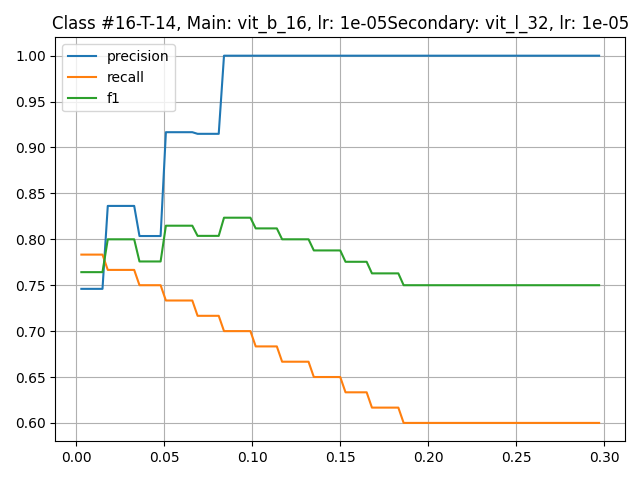 Class #16-T-14, Main: vit_b_16, lr: 1e-05Secondary: vit_l_32, lr: 1e-05
precision
recall
f1
1.00
0.95
0.90
0.85
0.80
0.75
0.70
0.65
0.60
0.00 0.05 0.10 0.15 0.20 0.25 0.30